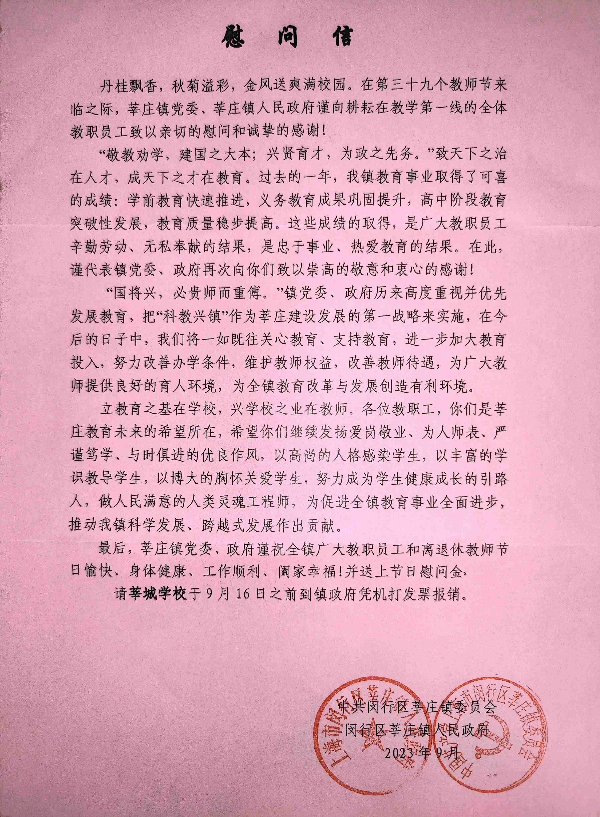 慰问信
丹桂飘香，秋菊溢彩，金风送爽满校园。在第三十九个教师节来
临之际，莘庄镇党委、莘庄镇人民政府谨向耕耘在教学第一线的全体
教职员工致以亲切的慰问和诚挚的感谢！
“敬教劝学，建国之大本；兴贤育才，为政之先务。”致天下之治
在人才，成天下之才在教育。过去的一年，我镇教育事业取得了可喜
的成绩：学前教育快速推进，义务教育成果巩固提升，高中阶段教育
突破性发展，教育质量稳步提高。这些成绩的取得，是广大教职员工
辛勤劳动、无私奉献的结果，是忠于事业、热爱教育的结果。在此，
谨代表镇党委、政府再次向你们致以崇高的敬意和衷心的感谢！
“国将兴，必贵师而重傅。”镇党委、政府历来高度重视并优先
发展教育，把“科教兴镇”作为莘庄建设发展的第一战略来实施，在今
后的日子中，我们将一如既往关心教育、支持教育，进一步加大教育
投入，努力改善办学条件，维护教师权益，改善教师待遇，为广大教
师提供良好的育人环境，为全镇教育改革与发展创造有利环境。
立教育之基在学校，兴学校之业在教师，各位教职工，你们是莘
庄教育未来的希望所在，希望你们继续发扬爱岗敬业、为人师表、严
谨笃学、与时俱进的优良作风，以高尚的人格感染学生，以丰富的学
识教导学生，以博大的胸怀关爱学生，努力成为学生健康成长的引路
人，做人民满意的人类灵魂工程师，为促进全镇教育事业全面进步，
推动我镇科学发展、跨越式发展作出贡献。
最后，莘庄镇党委、政府谨祝全镇广大教职员工和离退休教师节
日愉快、身体健康、工作顺利、阖家幸福！并送上节日慰问金。
请莘城学校于9月16日之前到镇政府凭机打发票报销。
中共闵行区莘庄镇委员会
闵行区莘庄镇人民政府
2023年9月
上海市闵行区莘庄镇人民政府
中国共产党上海市闵行区莘庄镇委员会